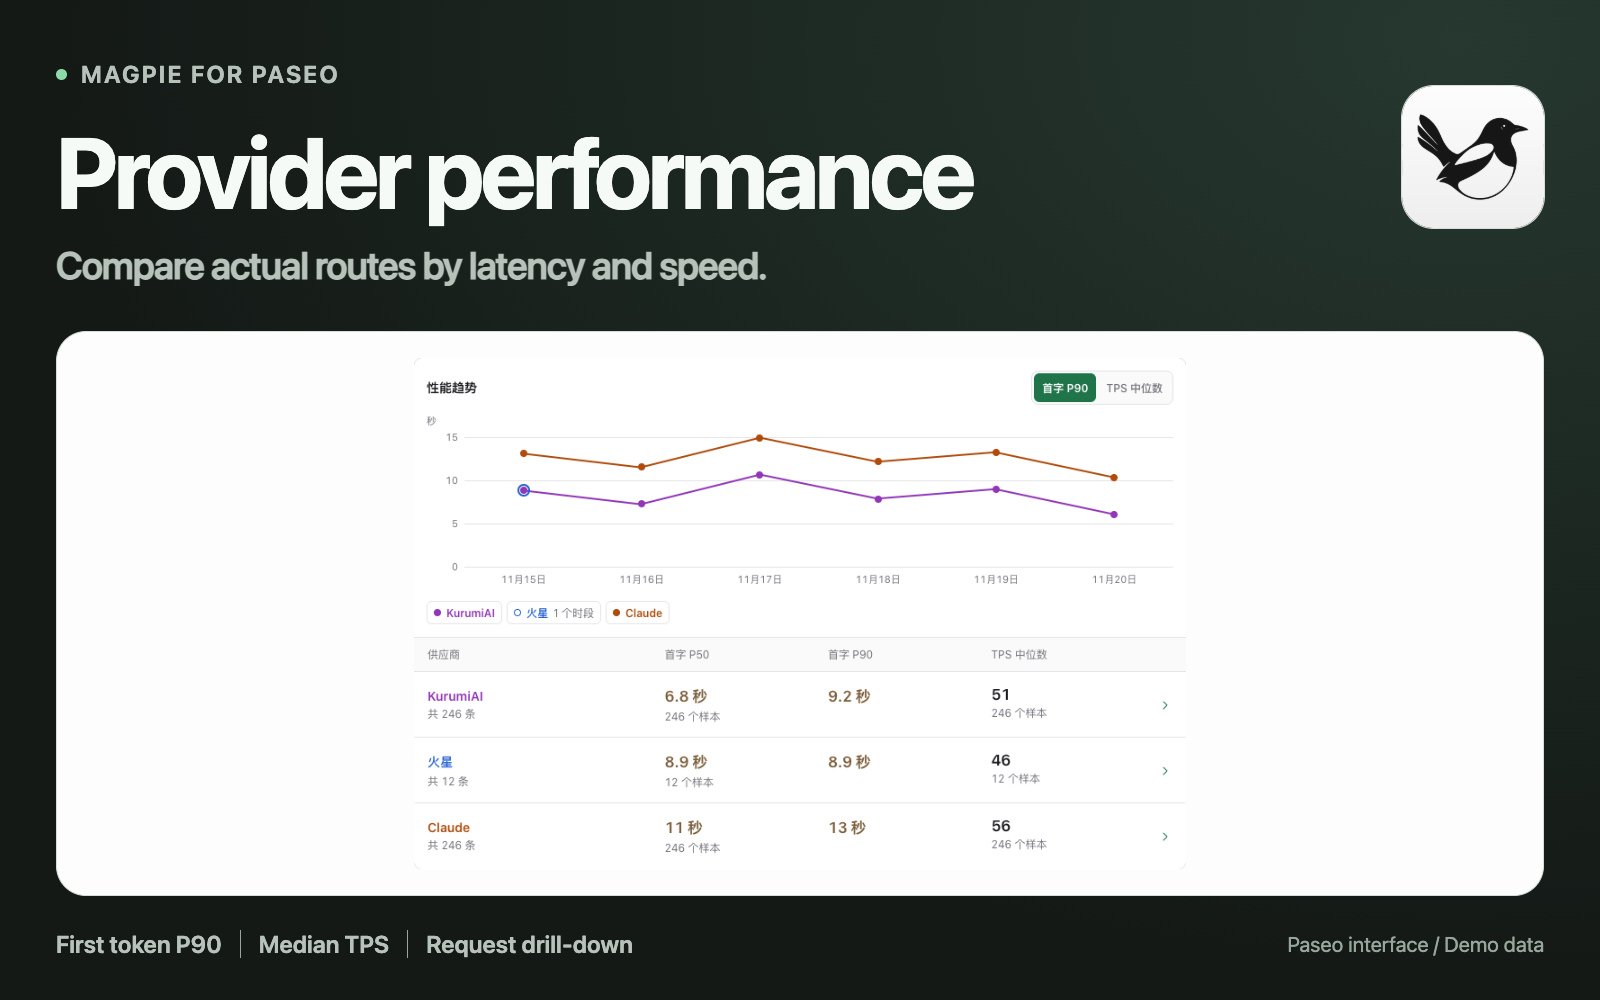 MAGPIE FOR PASEO
Provider performance
Compare actual routes by latency and speed.
性能趋势
首字 P90
TPS 中位数
秒
15
10
5
0
11月15日
11月16日
11月17日
11月18日
11月19日
11月20日
KurumiAI
火星 1 个时段
Claude
供应商
首字 P50
首字 P90
TPS 中位数
KurumiAI
共 246 条
6.8 秒
246 个样本
9.2 秒
51
246 个样本
火星
共 12 条
8.9 秒
12 个样本
8.9 秒
46
12 个样本
Claude
共 246 条
11 秒
246 个样本
13 秒
56
246 个样本
First token P90
Median TPS
Request drill-down
Paseo interface / Demo data